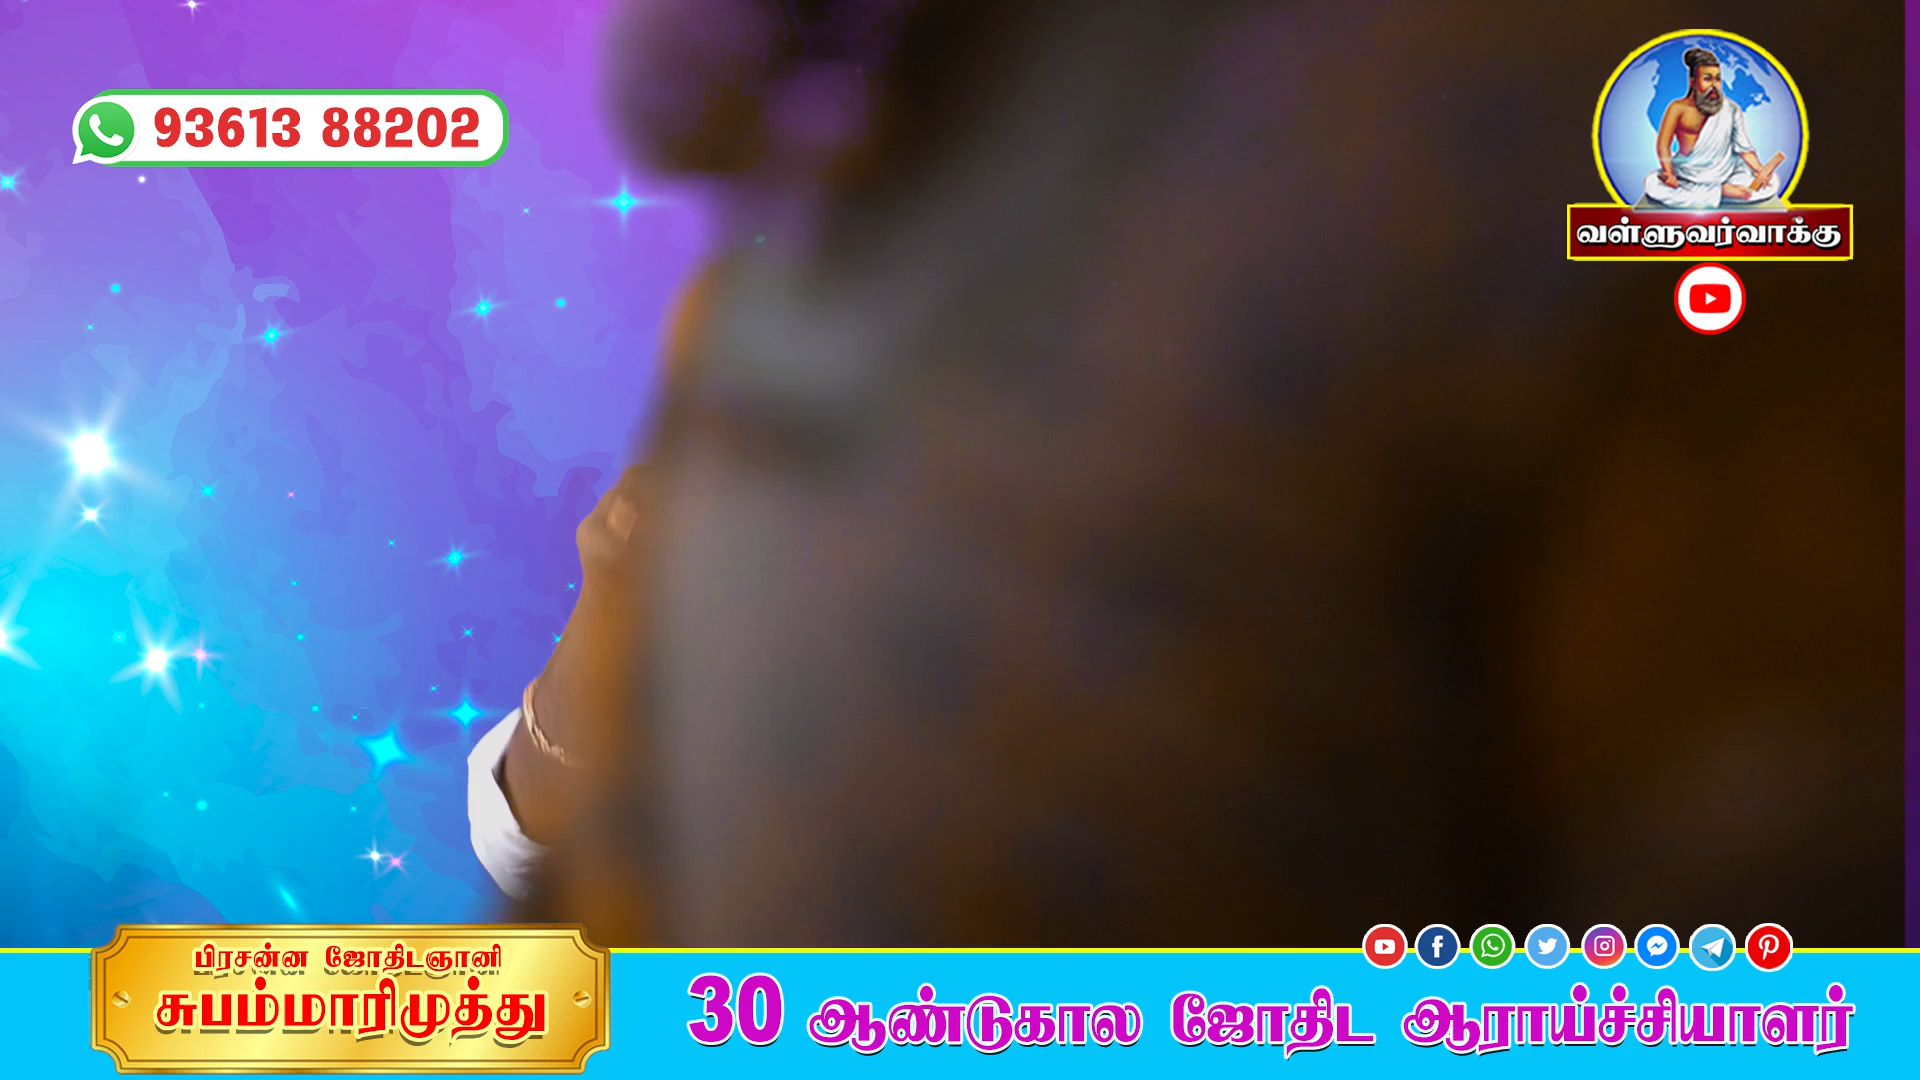 93613 88202
வள்ளுவர்வாக்கு
பிரசன்ன ஜோதிடஞானி
சுபம்மாரிமுத்து
30 ஆண்டுகால ஜோதிட ஆராய்ச்சியாளர்